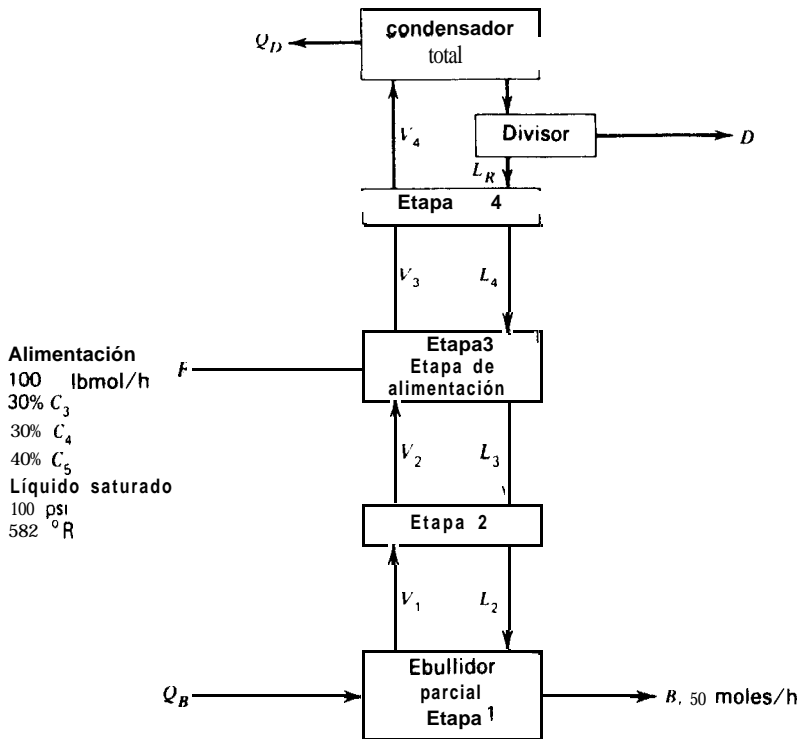 condensador
total
Q_D
V_4
Divisor
D
L_R
Etapa 4
V_3
L_4
Alimentación
100 lbmol/h
30% C_3
30% C_4
40% C_5
Líquido saturado
100 psi
582 °R
F
Etapa3
Etapa de
alimentación
V_2
L_3
Etapa 2
V_1
L_2
Q_B
Ebullidor
parcial
Etapa 1
B, 50 moles/h